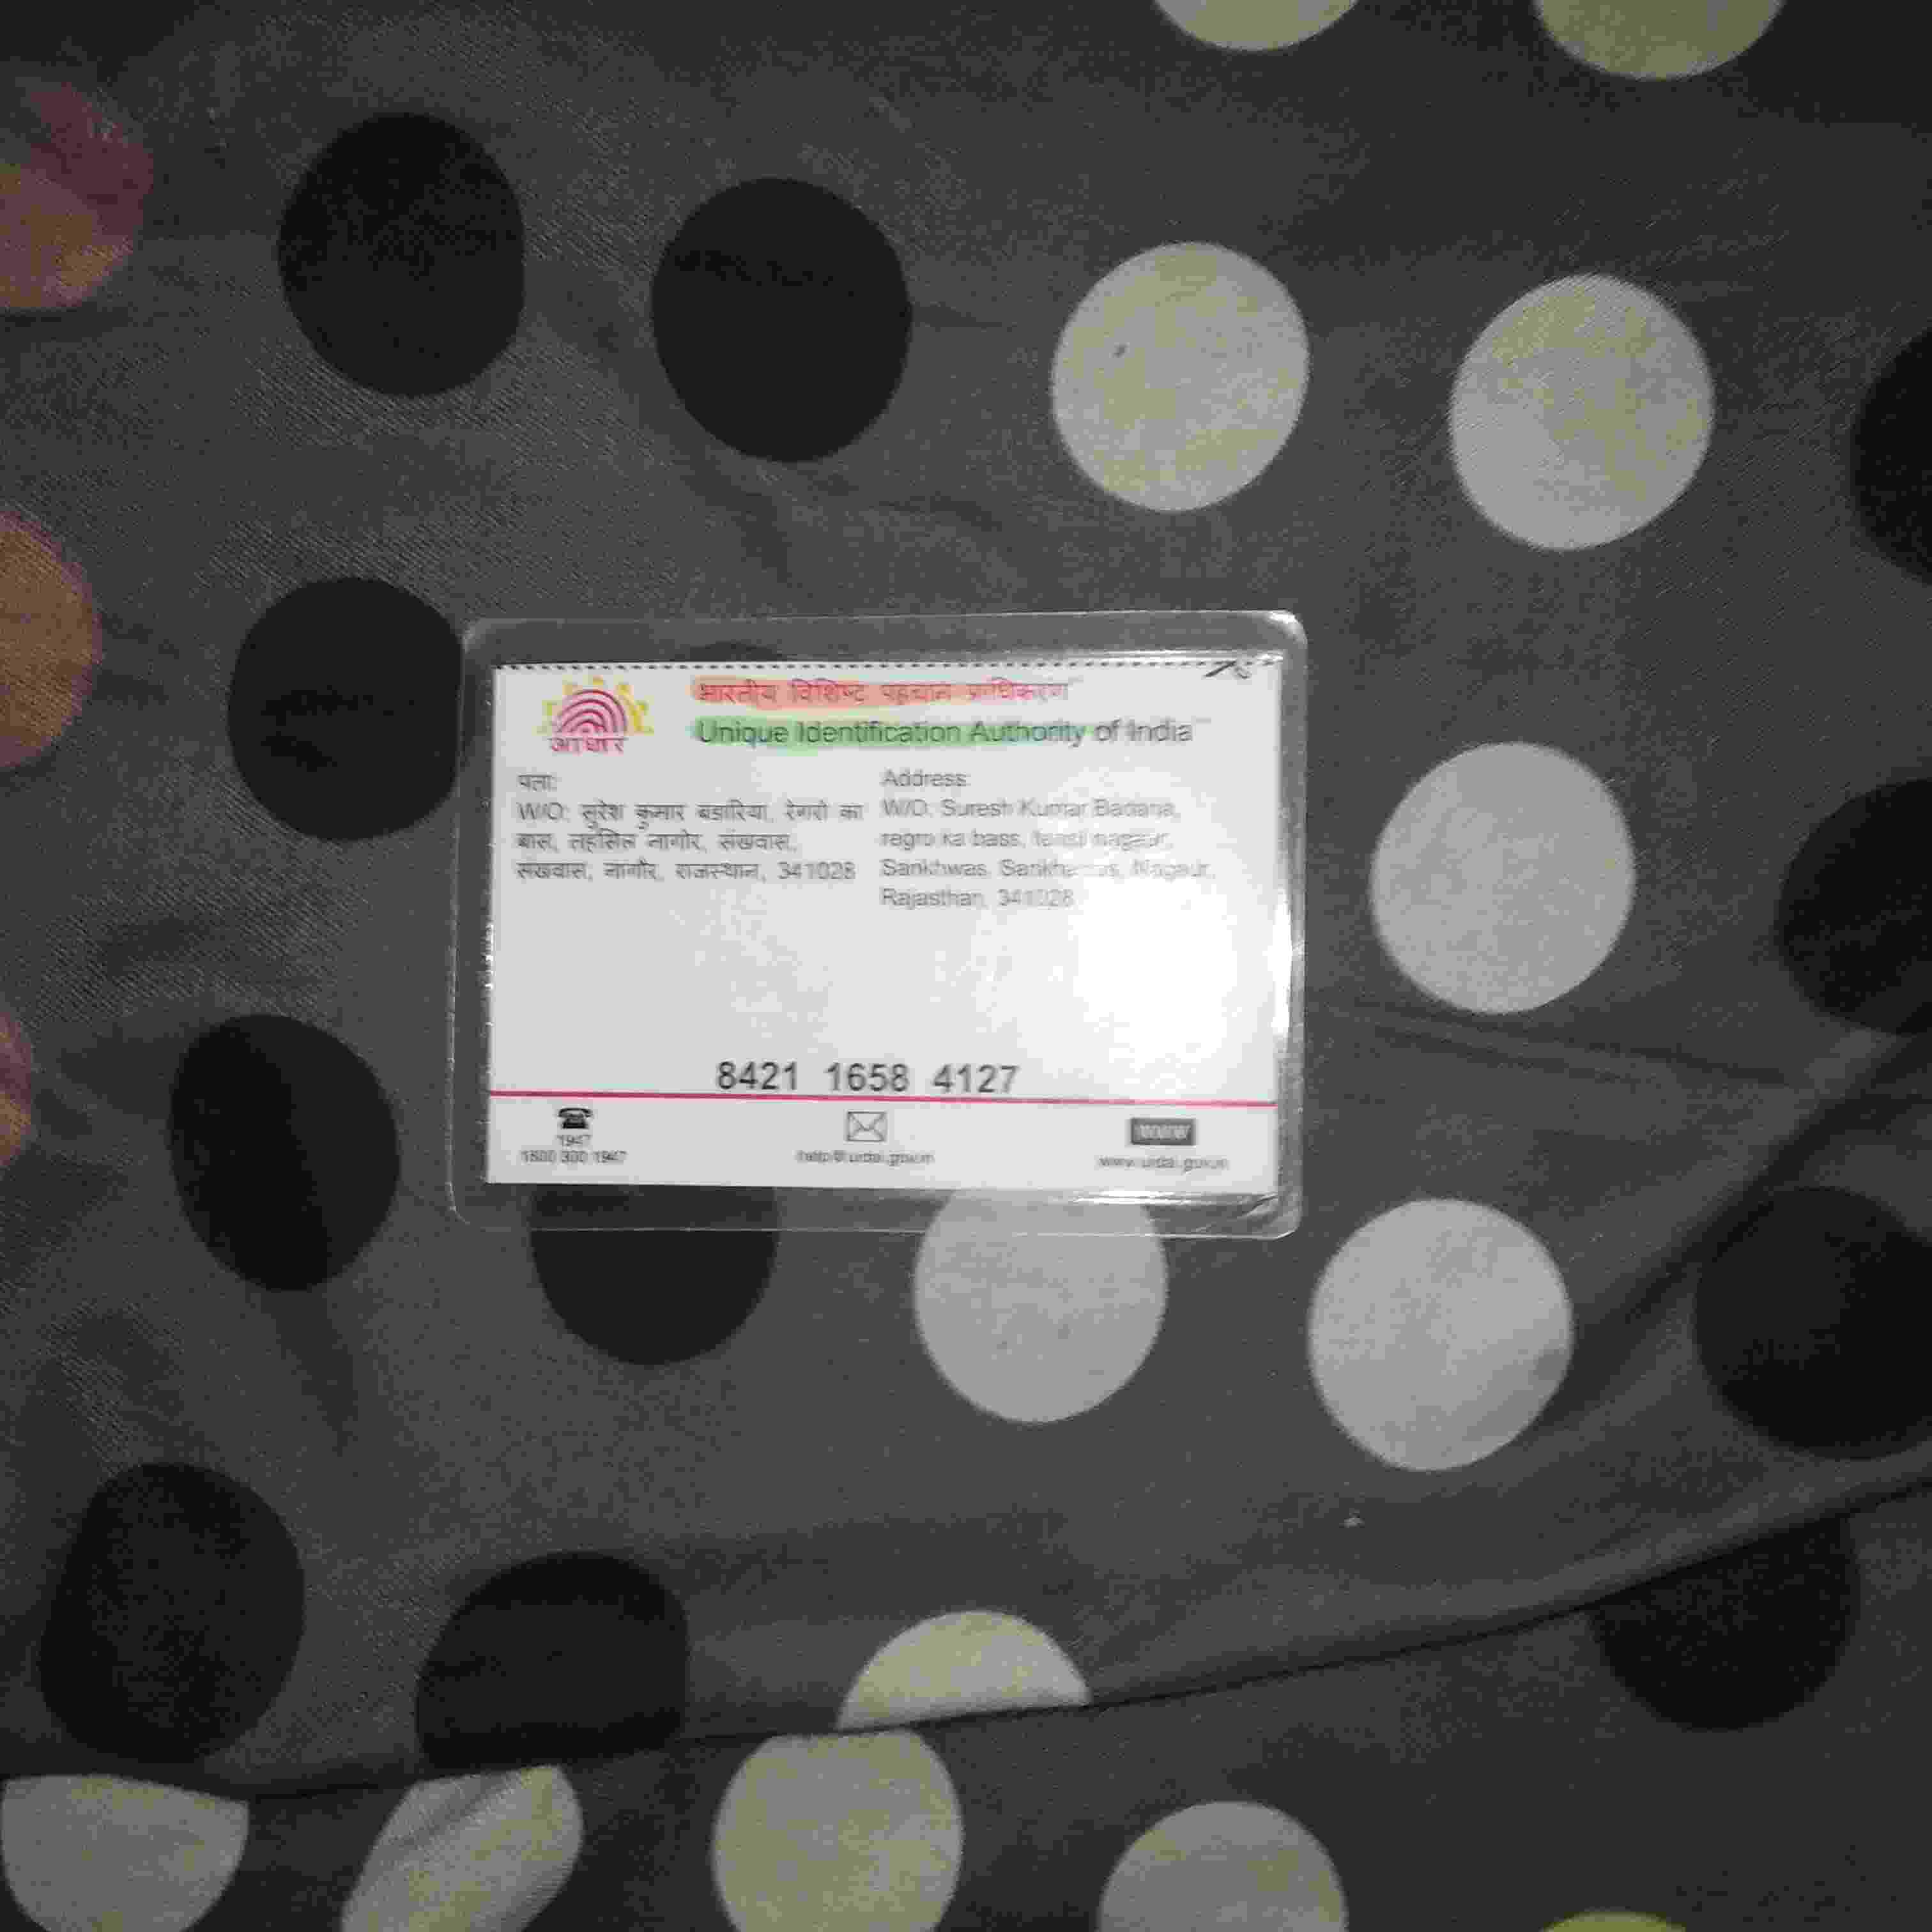 भारतीय विशिष्ट पहचान प्राधिकरण
Unique Identification Authority of India
आधार
पता:
W/O: सुरेश कुमार बडारिया, रेगरो का
बास, तहसिल नागोर, संखवास,
संखवास, नागौर, राजस्थान, 341028
Address:
W/O: Suresh Kumar Badaria,
regro ka bass, nagaur,
Sankhwas, Nagaur,
Rajasthan, 341028
8421 1658 4127
1947
1800 300 1947
help@uidai.gov.in
WWW
www.uidai.gov.in